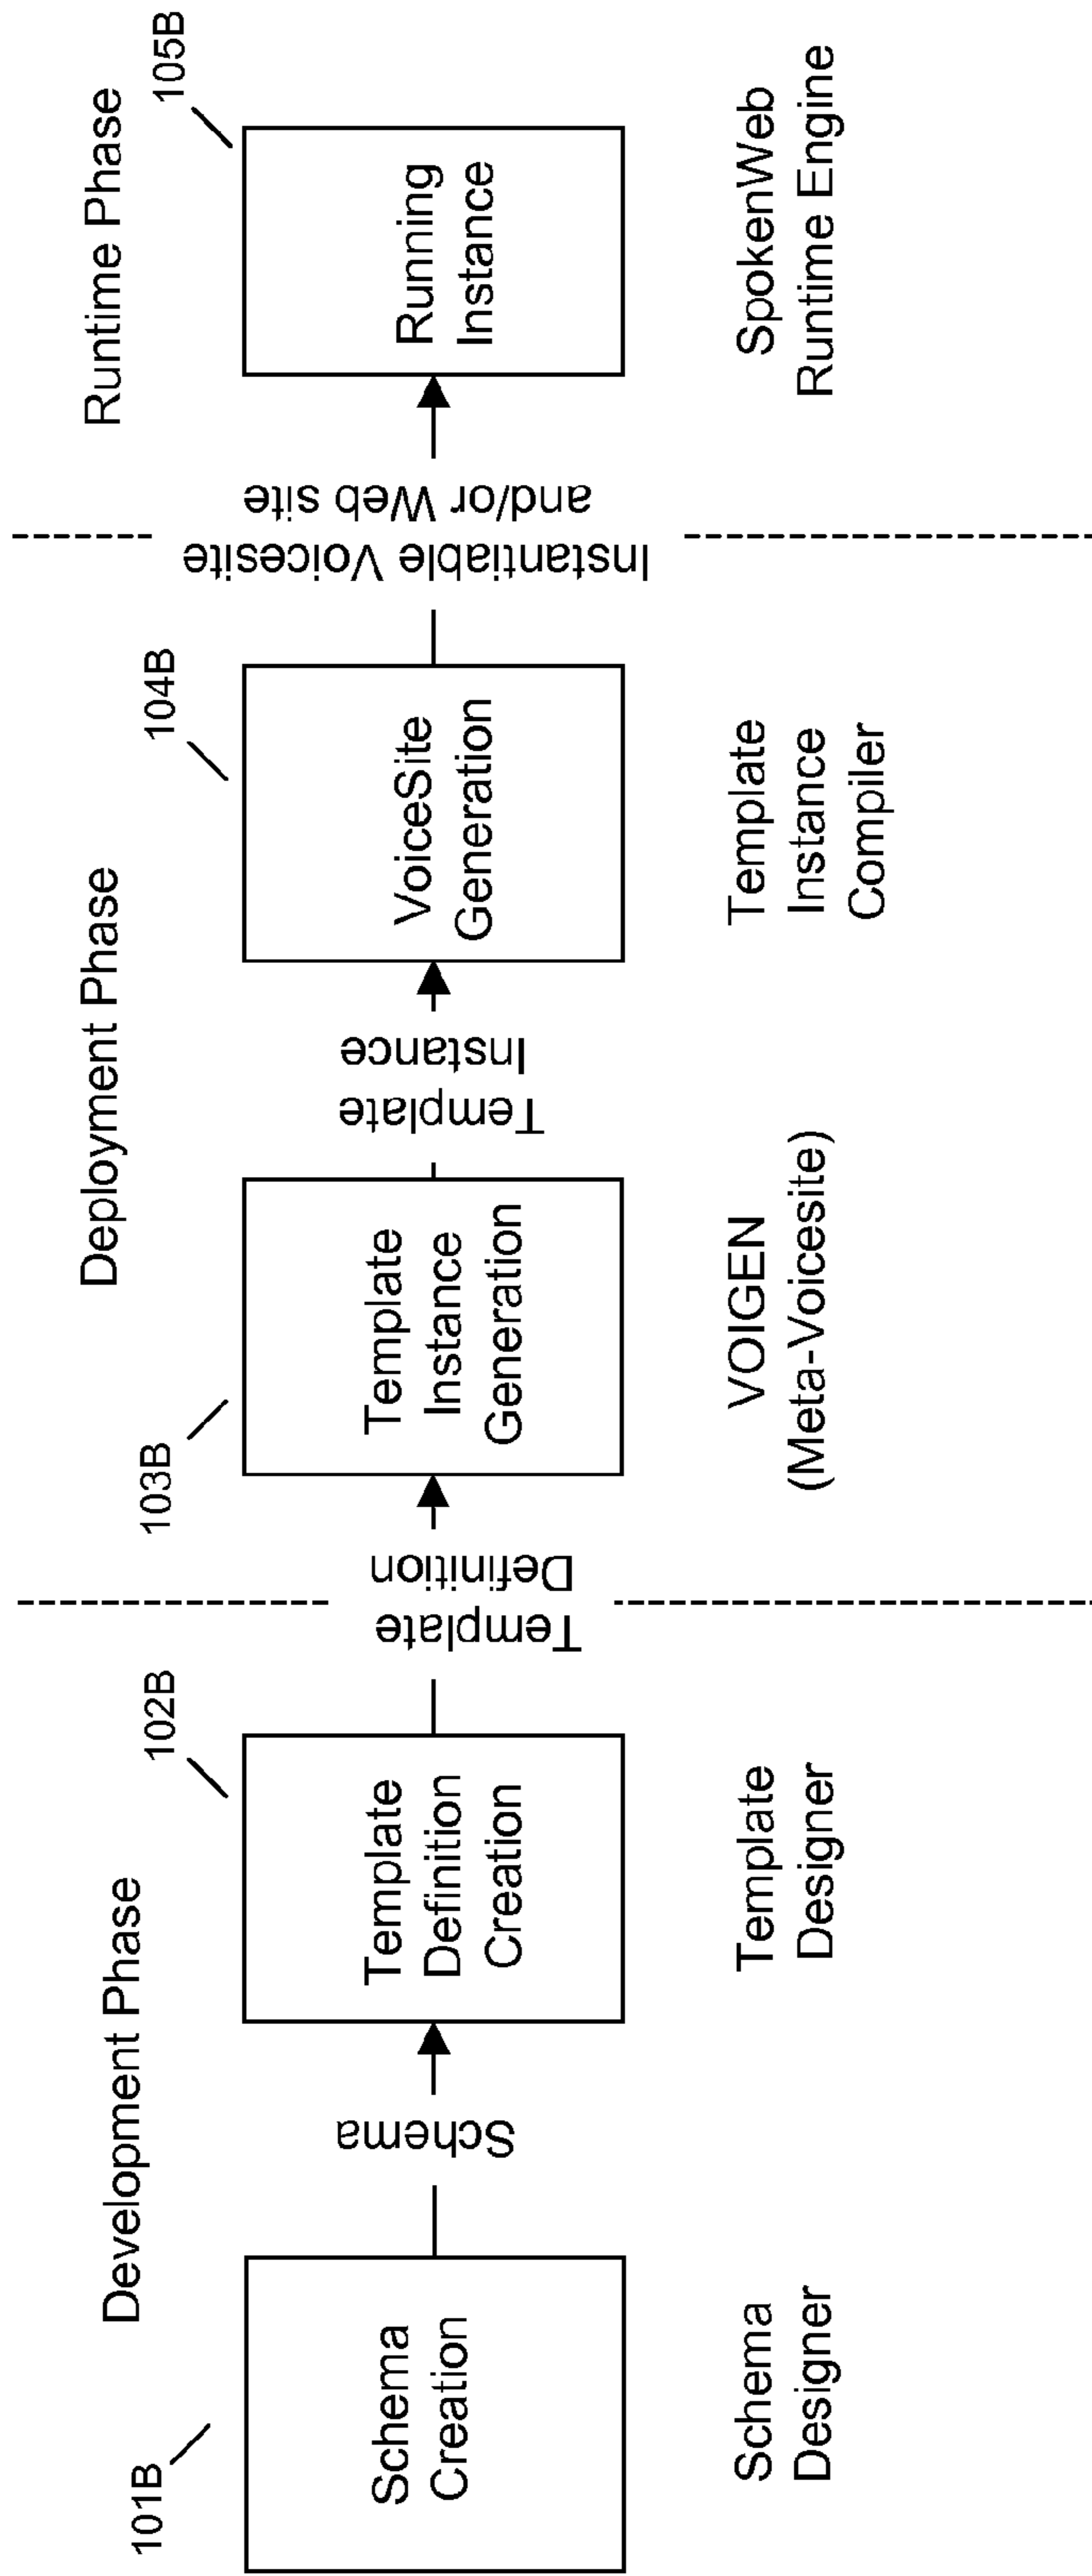 Development Phase
Deployment Phase
Runtime Phase
101B
Schema
Creation
Schema
Designer
Schema
102B
Template
Definition
Creation
Template
Designer
Template
Definition
103B
Template
Instance
Generation
VOIGEN
(Meta-Voicesite)
Template
Instance
104B
VoiceSite
Generation
Template
Instance
Compiler
Instantiable Voicesite
and/or Web site
105B
Running
Instance
SpokenWeb
Runtime Engine